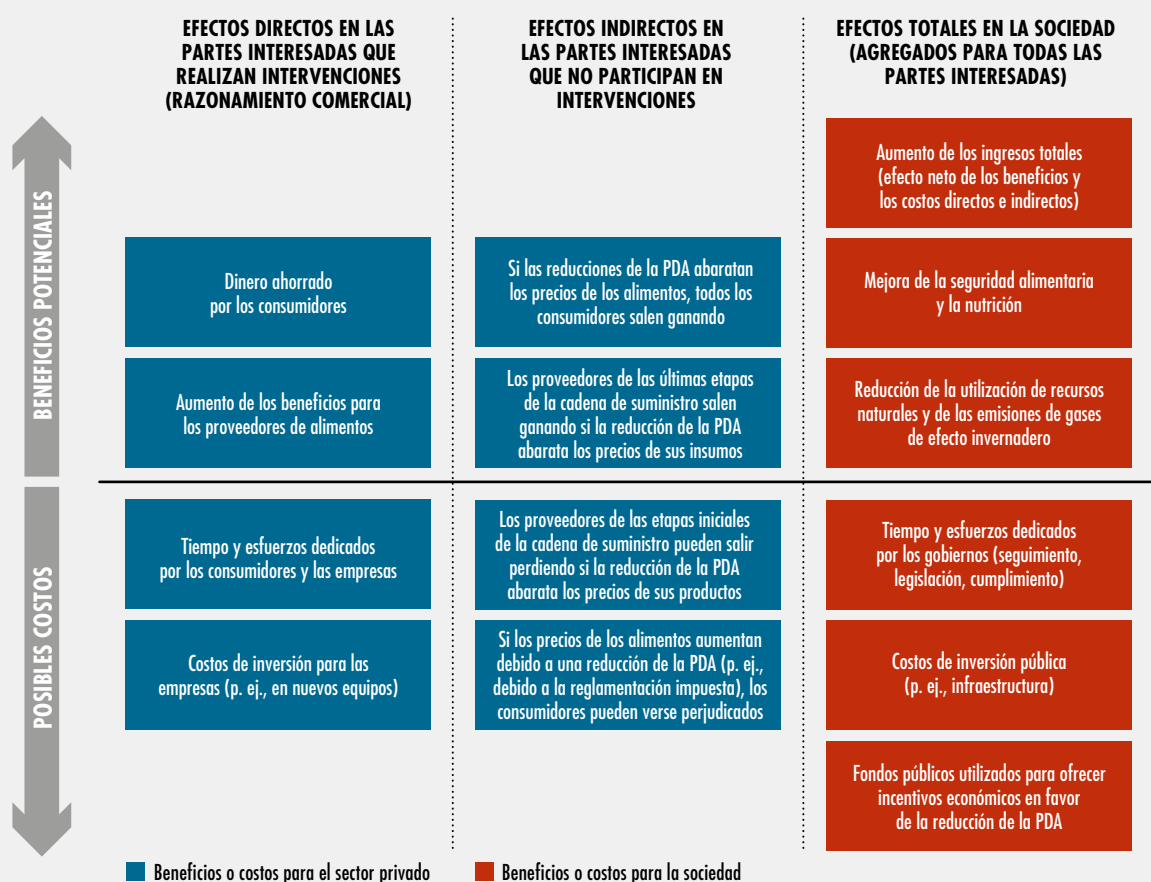 EFECTOS DIRECTOS EN LAS
PARTES INTERESADAS QUE
REALIZAN INTERVENCIONES
(RAZONAMIENTO COMERCIAL)
EFECTOS INDIRECTOS EN
LAS PARTES INTERESADAS
QUE NO PARTICIPAN EN
INTERVENCIONES
EFECTOS TOTALES EN LA SOCIEDAD
(AGREGADOS PARA TODAS LAS
PARTES INTERESADAS)
BENEFICIOS POTENCIALES
Aumento de los ingresos totales
(efecto neto de los beneficios y
los costos directos e indirectos)
Dinero ahorrado
por los consumidores
Si las reducciones de la PDA abaratan
los precios de los alimentos, todos los
consumidores salen ganando
Mejora de la seguridad alimentaria
y la nutrición
Aumento de los beneficios para
los proveedores de alimentos
Los proveedores de las últimas etapas
de la cadena de suministro salen
ganando si la reducción de la PDA
abarata los precios de sus insumos
Reducción de la utilización de recursos
naturales y de las emisiones de gases
de efecto invernadero
POSIBLES COSTOS
Tiempo y esfuerzos dedicados
por los consumidores y las empresas
Los proveedores de las etapas iniciales
de la cadena de suministro pueden salir
perdiendo si la reducción de la PDA
abarata los precios de sus productos
Tiempo y esfuerzos dedicados
por los gobiernos (seguimiento,
legislación, cumplimiento)
Costos de inversión para las
empresas (p. ej., en nuevos equipos)
Si los precios de los alimentos aumentan
debido a una reducción de la PDA (p. ej.,
debido a la reglamentación impuesta), los
consumidores pueden verse perjudicados
Costos de inversión pública
(p. ej., infraestructura)
Fondos públicos utilizados para ofrecer
incentivos económicos en favor
de la reducción de la PDA
Beneficios o costos para el sector privado
Beneficios o costos para la sociedad